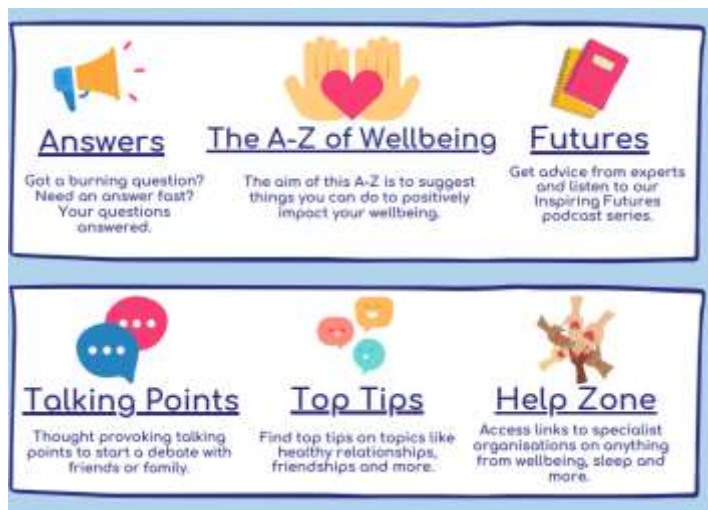 Answers
Got a burning question?
Need an answer fast?
Your questions
answered.
The A-Z of Wellbeing
The aim of this A-Z is to suggest
things you can do to positively
impact your wellbeing.
Futures
Get advice from experts
and listen to our
Inspiring Futures
podcast series.
Talking Points
Thought provoking talking
points to start a debate with
friends or family.
Top Tips
Find top tips on topics like
healthy relationships,
friendships and more.
Help Zone
Access links to specialist
organisations on anything
from wellbeing, sleep and
more.